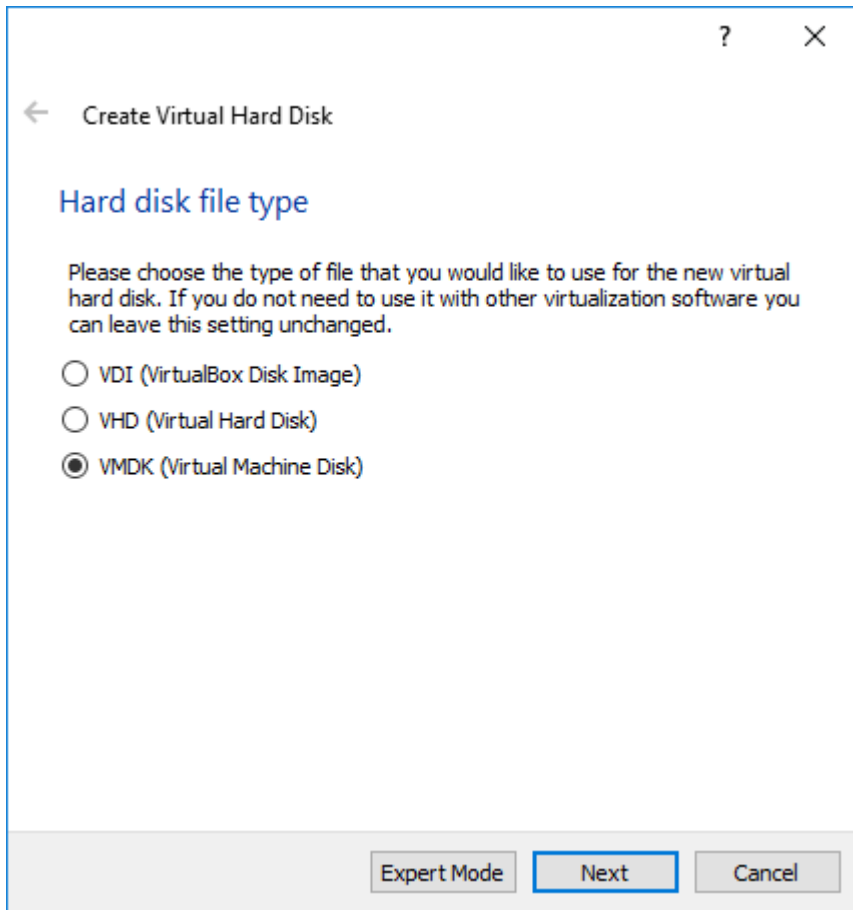 ?
Create Virtual Hard Disk
Hard disk file type
Please choose the type of file that you would like to use for the new virtual
hard disk. If you do not need to use it with other virtualization software you
can leave this setting unchanged.
VDI (VirtualBox Disk Image)
VHD (Virtual Hard Disk)
VMDK (Virtual Machine Disk)
Expert Mode Next Cancel